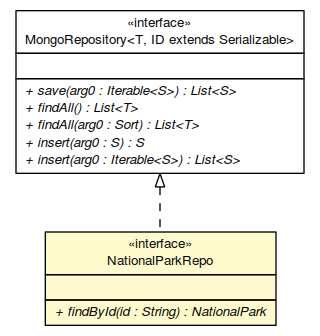 «interface»
MongoRepository<T, ID extends Serializable>
+ save(arg0 : Iterable<S>) : List<S>
+ findAll() : List<T>
+ findAll(arg0 : Sort) : List<T>
+ insert(arg0 : S) : S
+ insert(arg0 : Iterable<S>) : List<S>
«interface»
NationalParkRepo
+ findById(id : String) : NationalPark